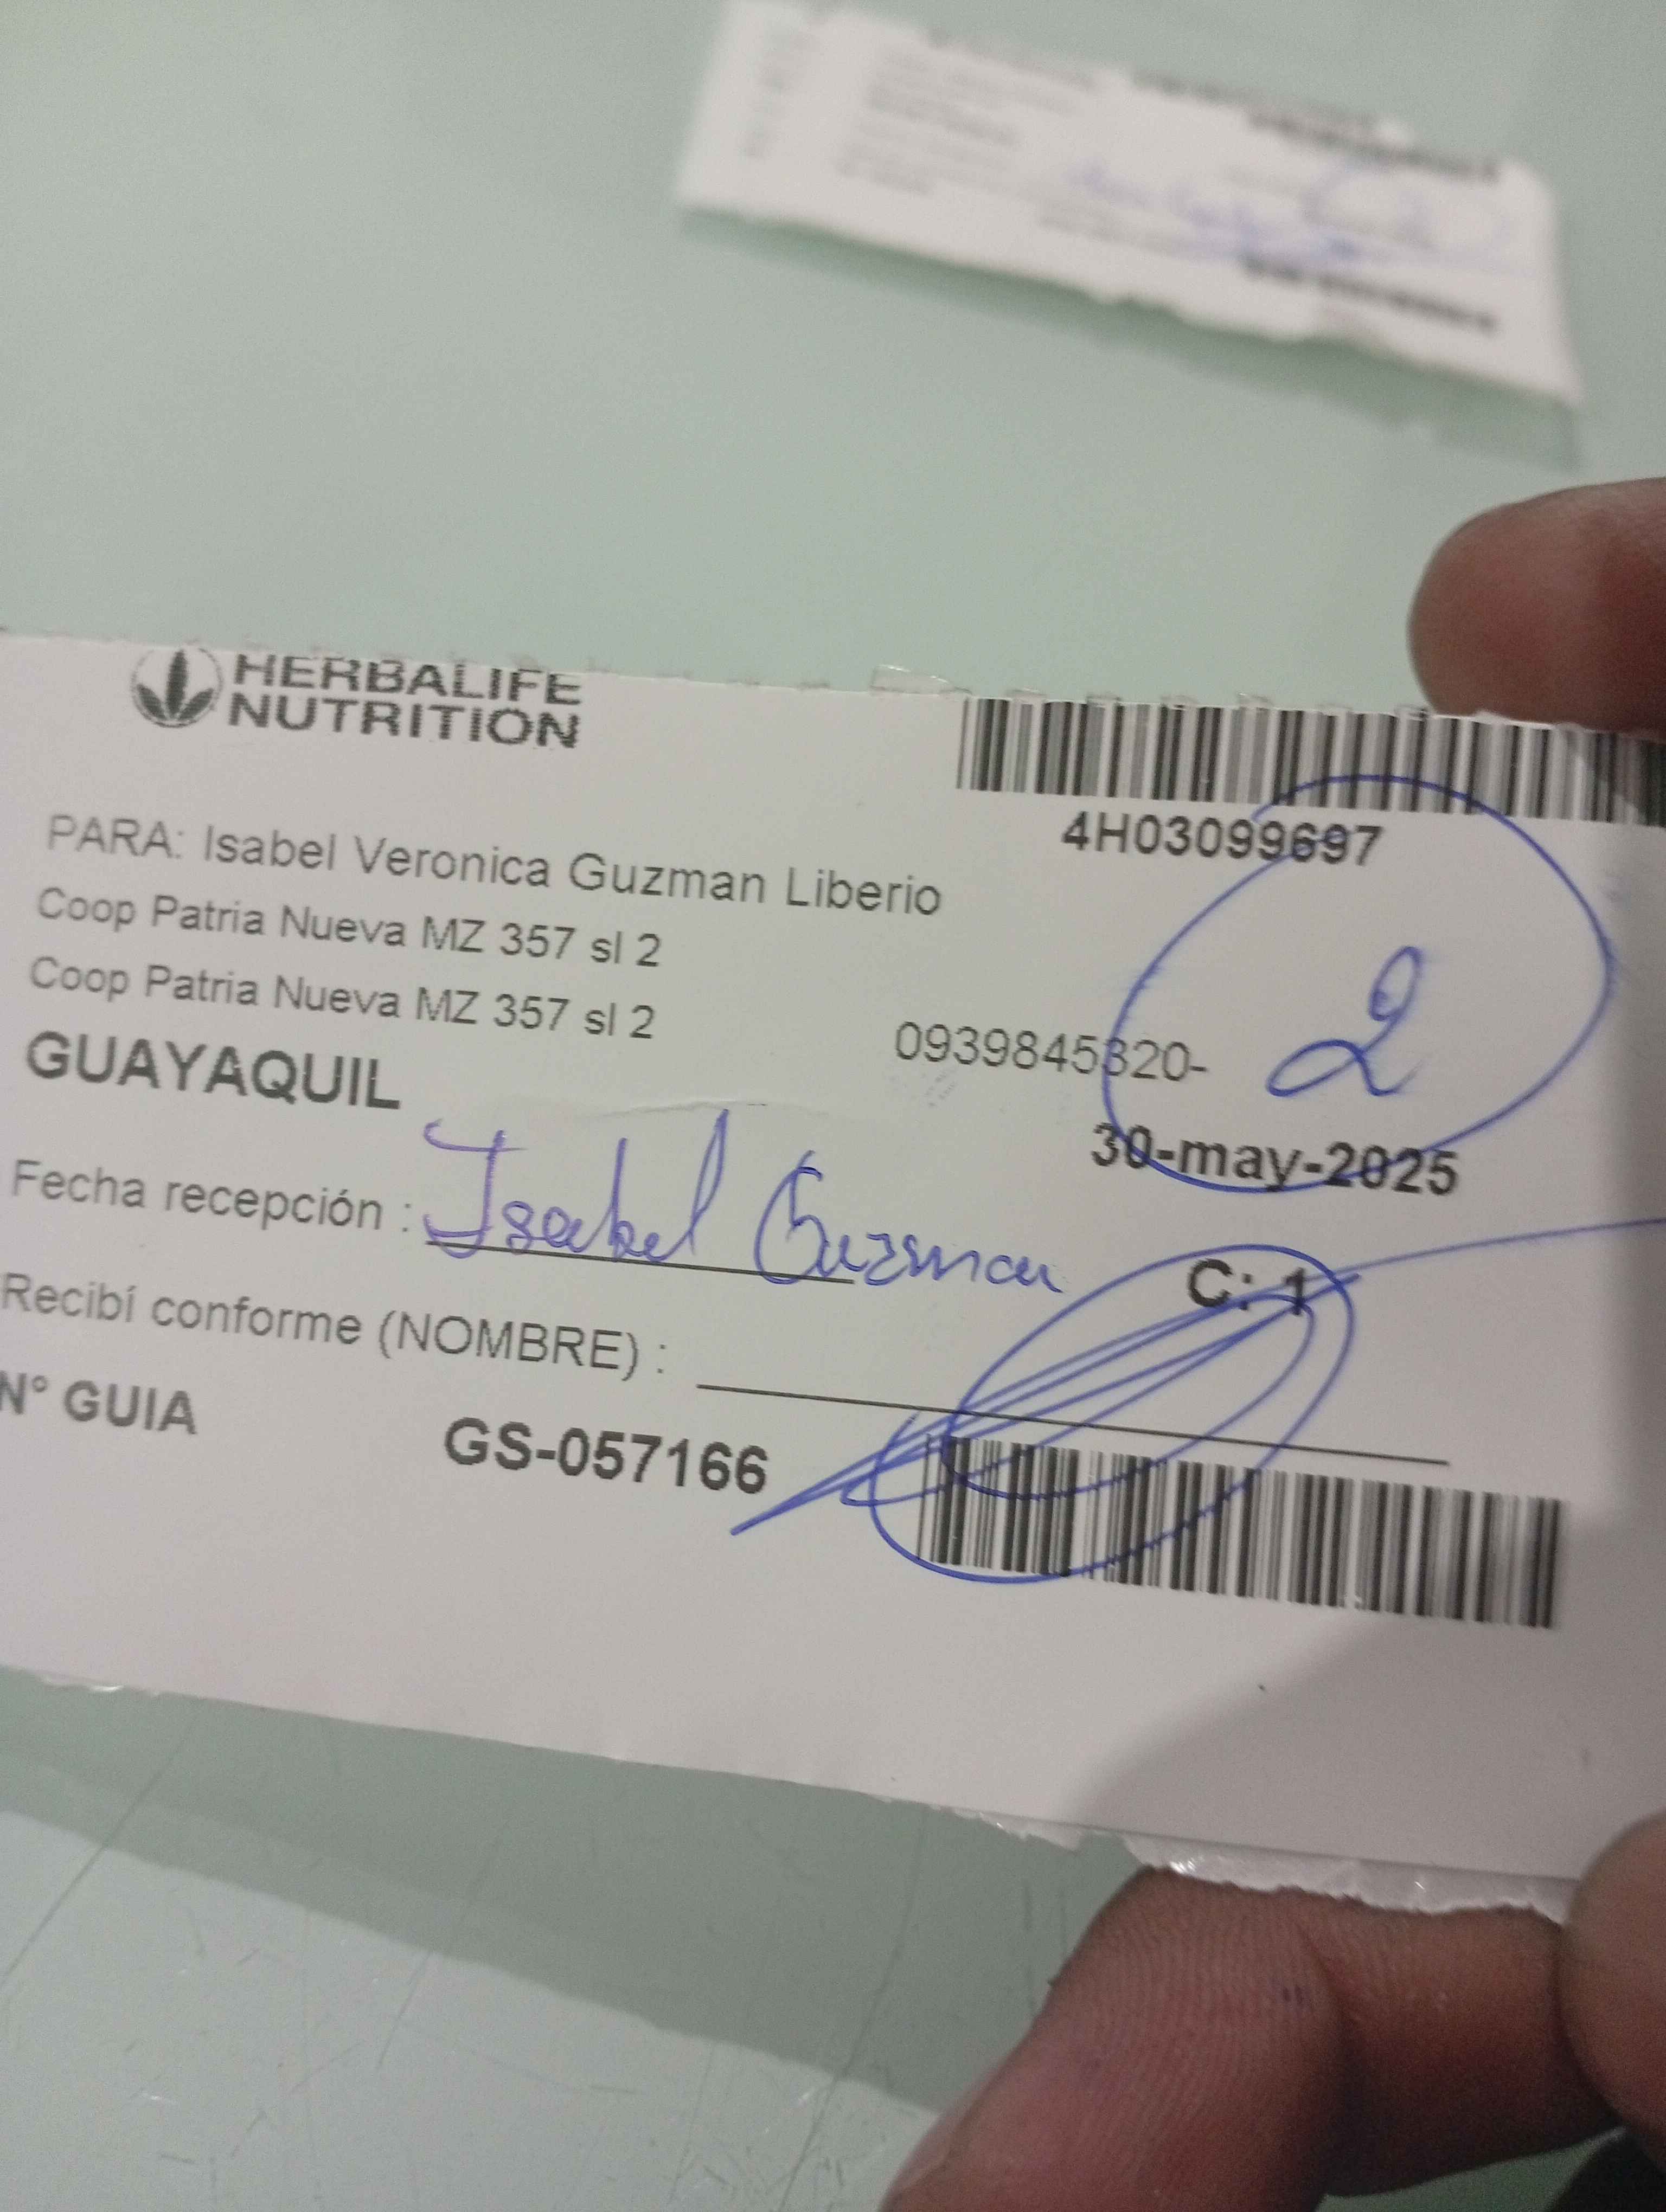 HERBALIFE
NUTRITION
4H03099697
PARA: Isabel Veronica Guzman Liberio
Coop Patria Nueva MZ 357 sl 2
Coop Patria Nueva MZ 357 sl 2
0939845320-
2
GUAYAQUIL
30-may-2025
Fecha recepción : Isabel Guzman
C: 1
Recibí conforme (NOMBRE) :
N° GUIA GS-057166